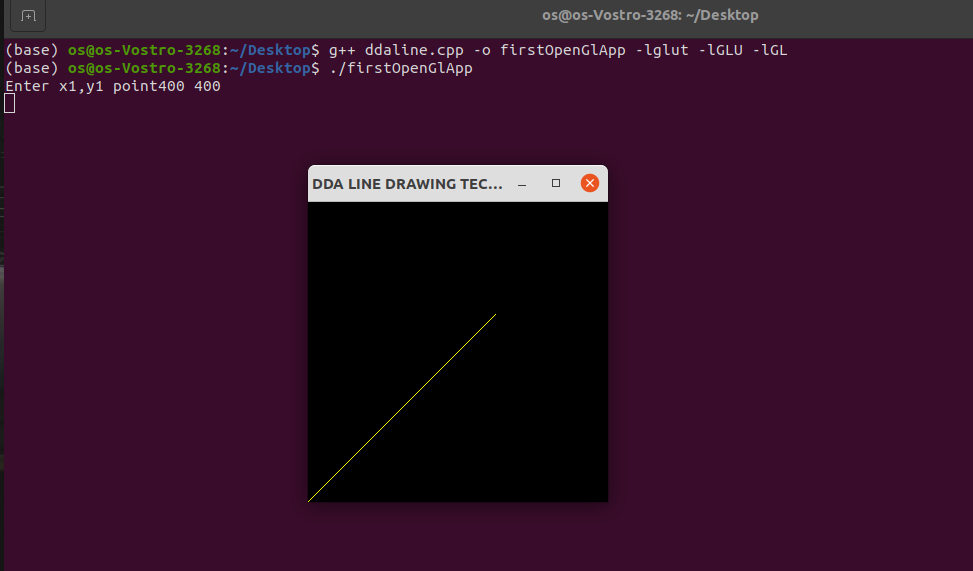 os@os-Vostro-3268: ~/Desktop
(base) os@os-Vostro-3268:~/Desktop$ g++ ddaline.cpp -o firstOpenGlApp -lglut -lGLU -lGL
(base) os@os-Vostro-3268:~/Desktop$ ./firstOpenGlApp
Enter x1,y1 point400 400
DDA LINE DRAWING TEC...